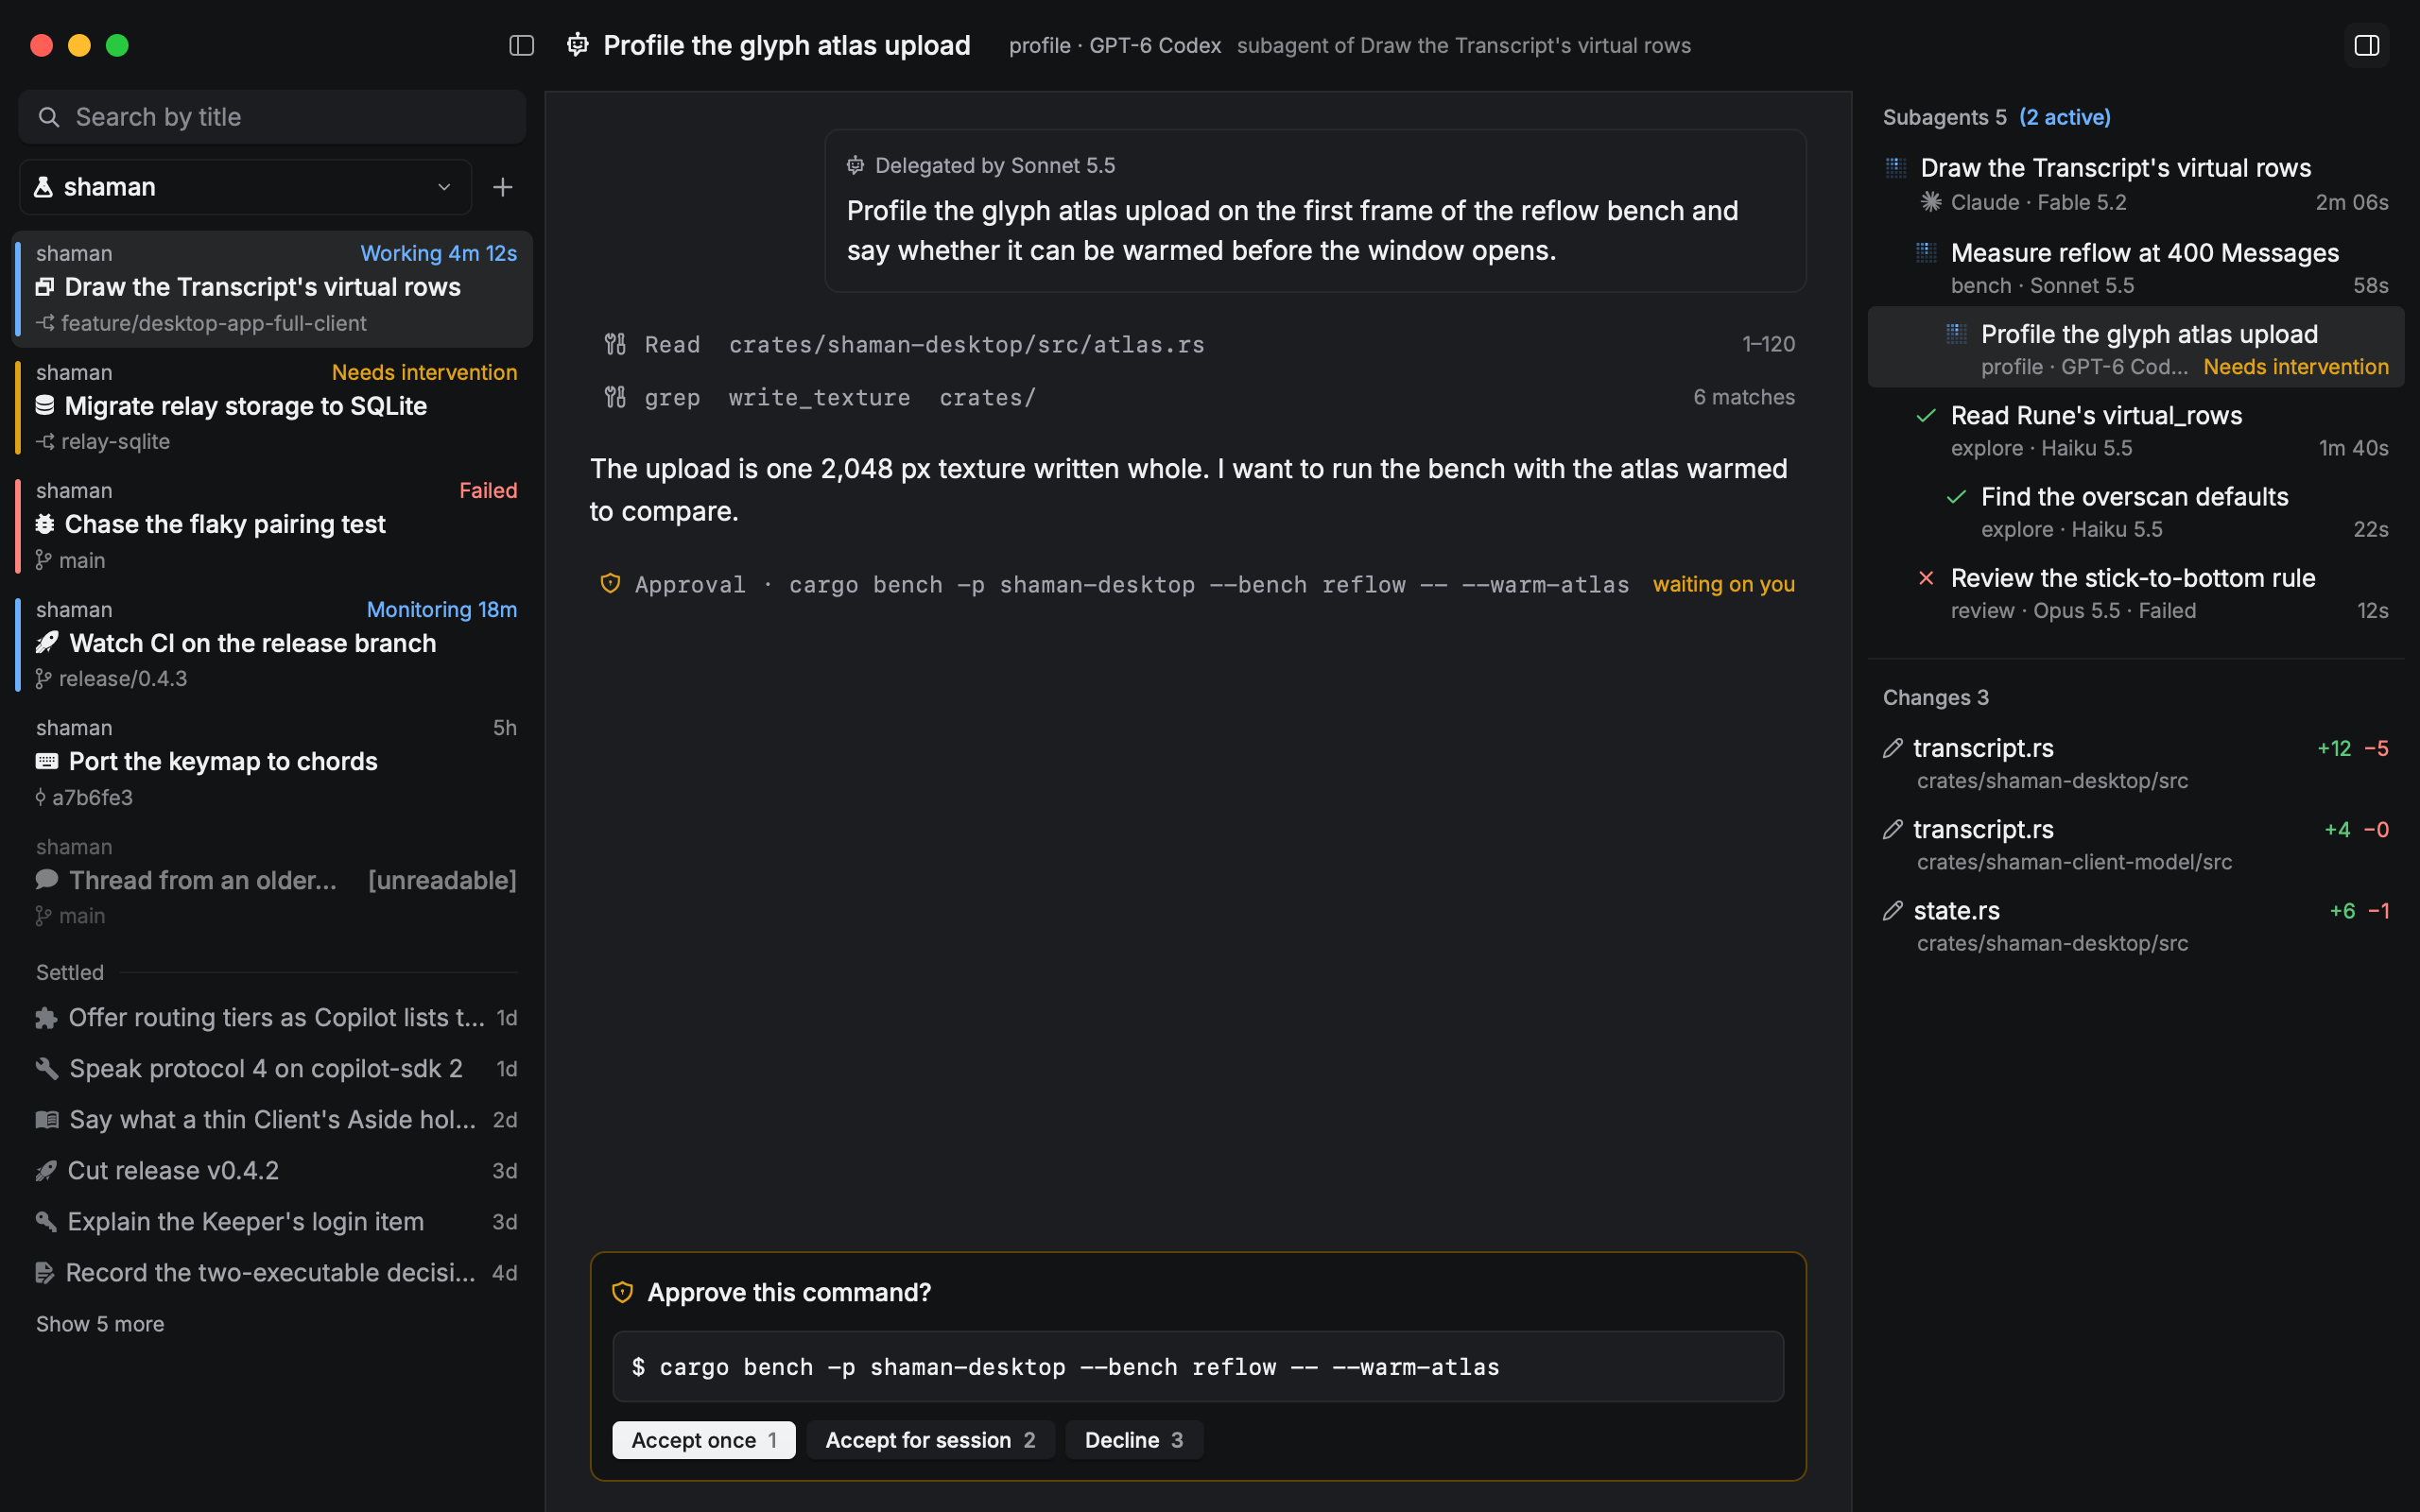 Profile the glyph atlas upload profile · GPT-6 Codex subagent of Draw the Transcript's virtual rows
Search by title
shaman
shaman Working 4m 12s
Draw the Transcript's virtual rows
feature/desktop-app-full-client
shaman Needs intervention
Migrate relay storage to SQLite
relay-sqlite
shaman Failed
Chase the flaky pairing test
main
shaman Monitoring 18m
Watch CI on the release branch
release/0.4.3
shaman 5h
Port the keymap to chords
a7b6fe3
shaman
Thread from an older... [unreadable]
main
Settled
Offer routing tiers as Copilot lists t... 1d
Speak protocol 4 on copilot-sdk 2 1d
Say what a thin Client's Aside hol... 2d
Cut release v0.4.2 3d
Explain the Keeper's login item 3d
Record the two-executable decisi... 4d
Show 5 more
Delegated by Sonnet 5.5
Profile the glyph atlas upload on the first frame of the reflow bench and
say whether it can be warmed before the window opens.
Read crates/shaman-desktop/src/atlas.rs 1–120
grep write_texture crates/ 6 matches
The upload is one 2,048 px texture written whole. I want to run the bench with the atlas warmed
to compare.
Approval · cargo bench -p shaman-desktop --bench reflow -- --warm-atlas waiting on you
Approve this command?
$ cargo bench -p shaman-desktop --bench reflow -- --warm-atlas
Accept once 1 Accept for session 2 Decline 3
Subagents 5 (2 active)
Draw the Transcript's virtual rows
Claude · Fable 5.2 2m 06s
Measure reflow at 400 Messages
bench · Sonnet 5.5 58s
Profile the glyph atlas upload
profile · GPT-6 Cod... Needs intervention
Read Rune's virtual_rows
explore · Haiku 5.5 1m 40s
Find the overscan defaults
explore · Haiku 5.5 22s
Review the stick-to-bottom rule
review · Opus 5.5 · Failed 12s
Changes 3
transcript.rs +12 −5
crates/shaman-desktop/src
transcript.rs +4 −0
crates/shaman-client-model/src
state.rs +6 −1
crates/shaman-desktop/src